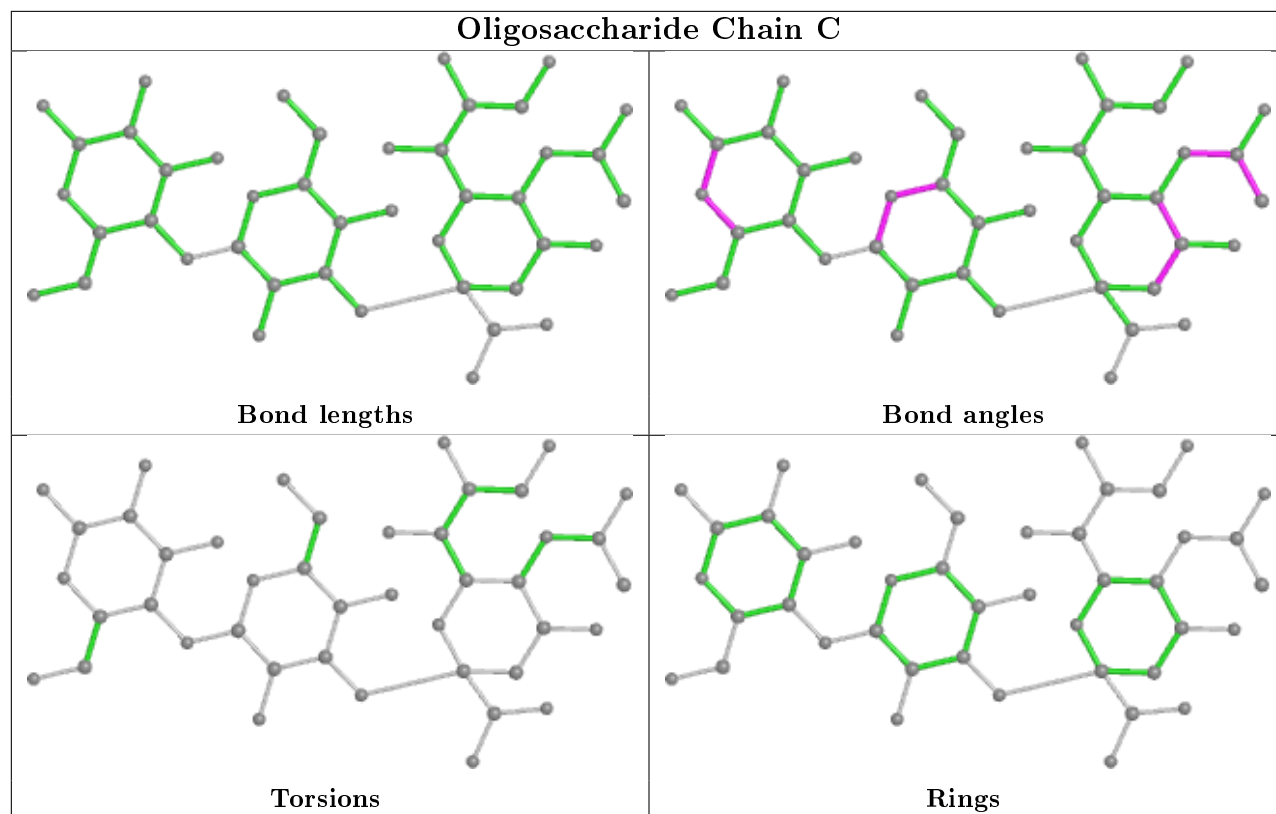 Oligosaccharide Chain C
Bond lengths
Bond angles
Torsions
Rings